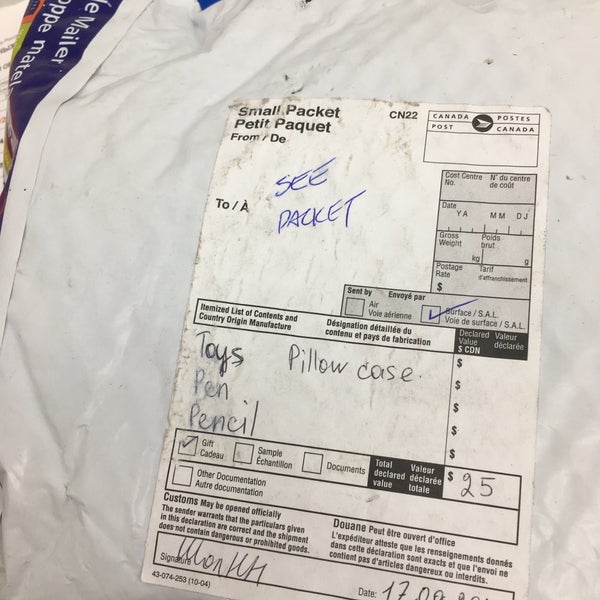 le Mailer
oppe matel
Small Packet
Petit Paquet
CN22
CANADA POSTES
POST CANADA
From / De
SEE
To / À
PACKET
Cost Centre N° du centre
No. de coût
Date
Y A M M D J
Gross Poids
Weight brut
kg g
Postage Tarif
Rate d'affranchissement
$
Sent by Envoyé par
Air
Voie aérienne
Surface / S.A.L.
Voie de surface / S.A.L.
Itemized List of Contents and
Country Origin Manufacture
Désignation détaillée du
contenu et pays de fabrication
Declared Valeur
Value déclarée
$ CDN
Toys Pillow case.
Pen
Pencil
$
$
$
$
$
Gift
Cadeau
Sample
Échantillon
Documents
Total Valeur
declared déclarée
value totale
$ 25
Other Documentation
Autre documentation
Customs May be opened officially
The sender warrants that the particulars given
in this declaration are correct and the shipment
does not contain dangerous or prohibited goods.
Douane Peut être ouvert d'office
L'expéditeur atteste que les renseignements donnés
dans cette déclaration sont exacts et que l'envoi ne
contient pas d'articles dangereux ou interdits.
Signature
43-074-253 (10-04)
Date: 17.09